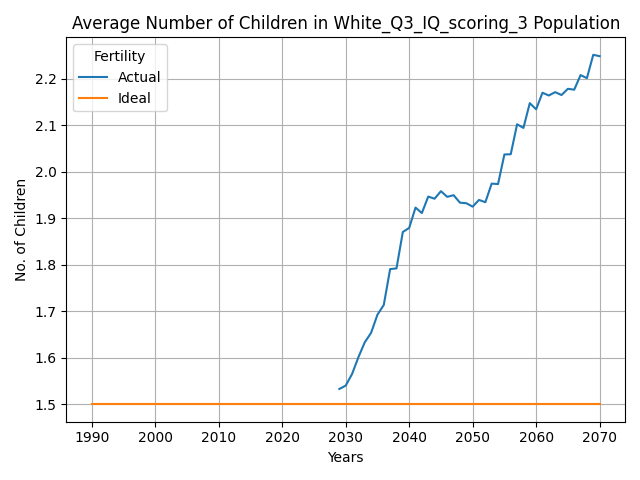 Average Number of Children in White_Q3_IQ_scoring_3 Population
Fertility
Actual
Ideal
No. of Children
2.2
2.1
2.0
1.9
1.8
1.7
1.6
1.5
1990 2000 2010 2020 2030 2040 2050 2060 2070
Years